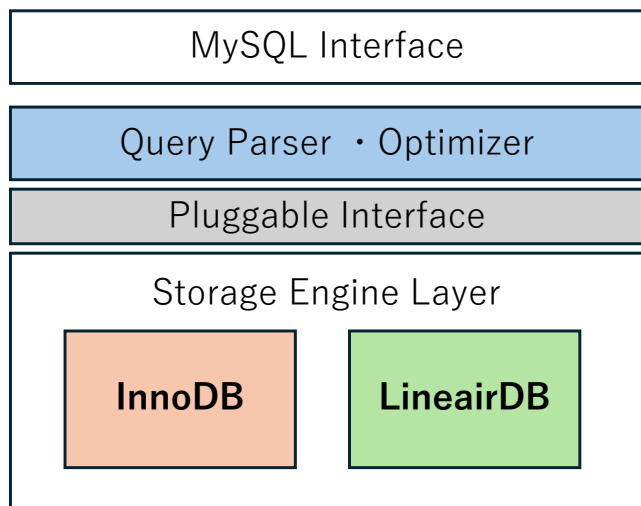 MySQL Interface
Query Parser ・Optimizer
Pluggable Interface
Storage Engine Layer
InnoDB
LineairDB